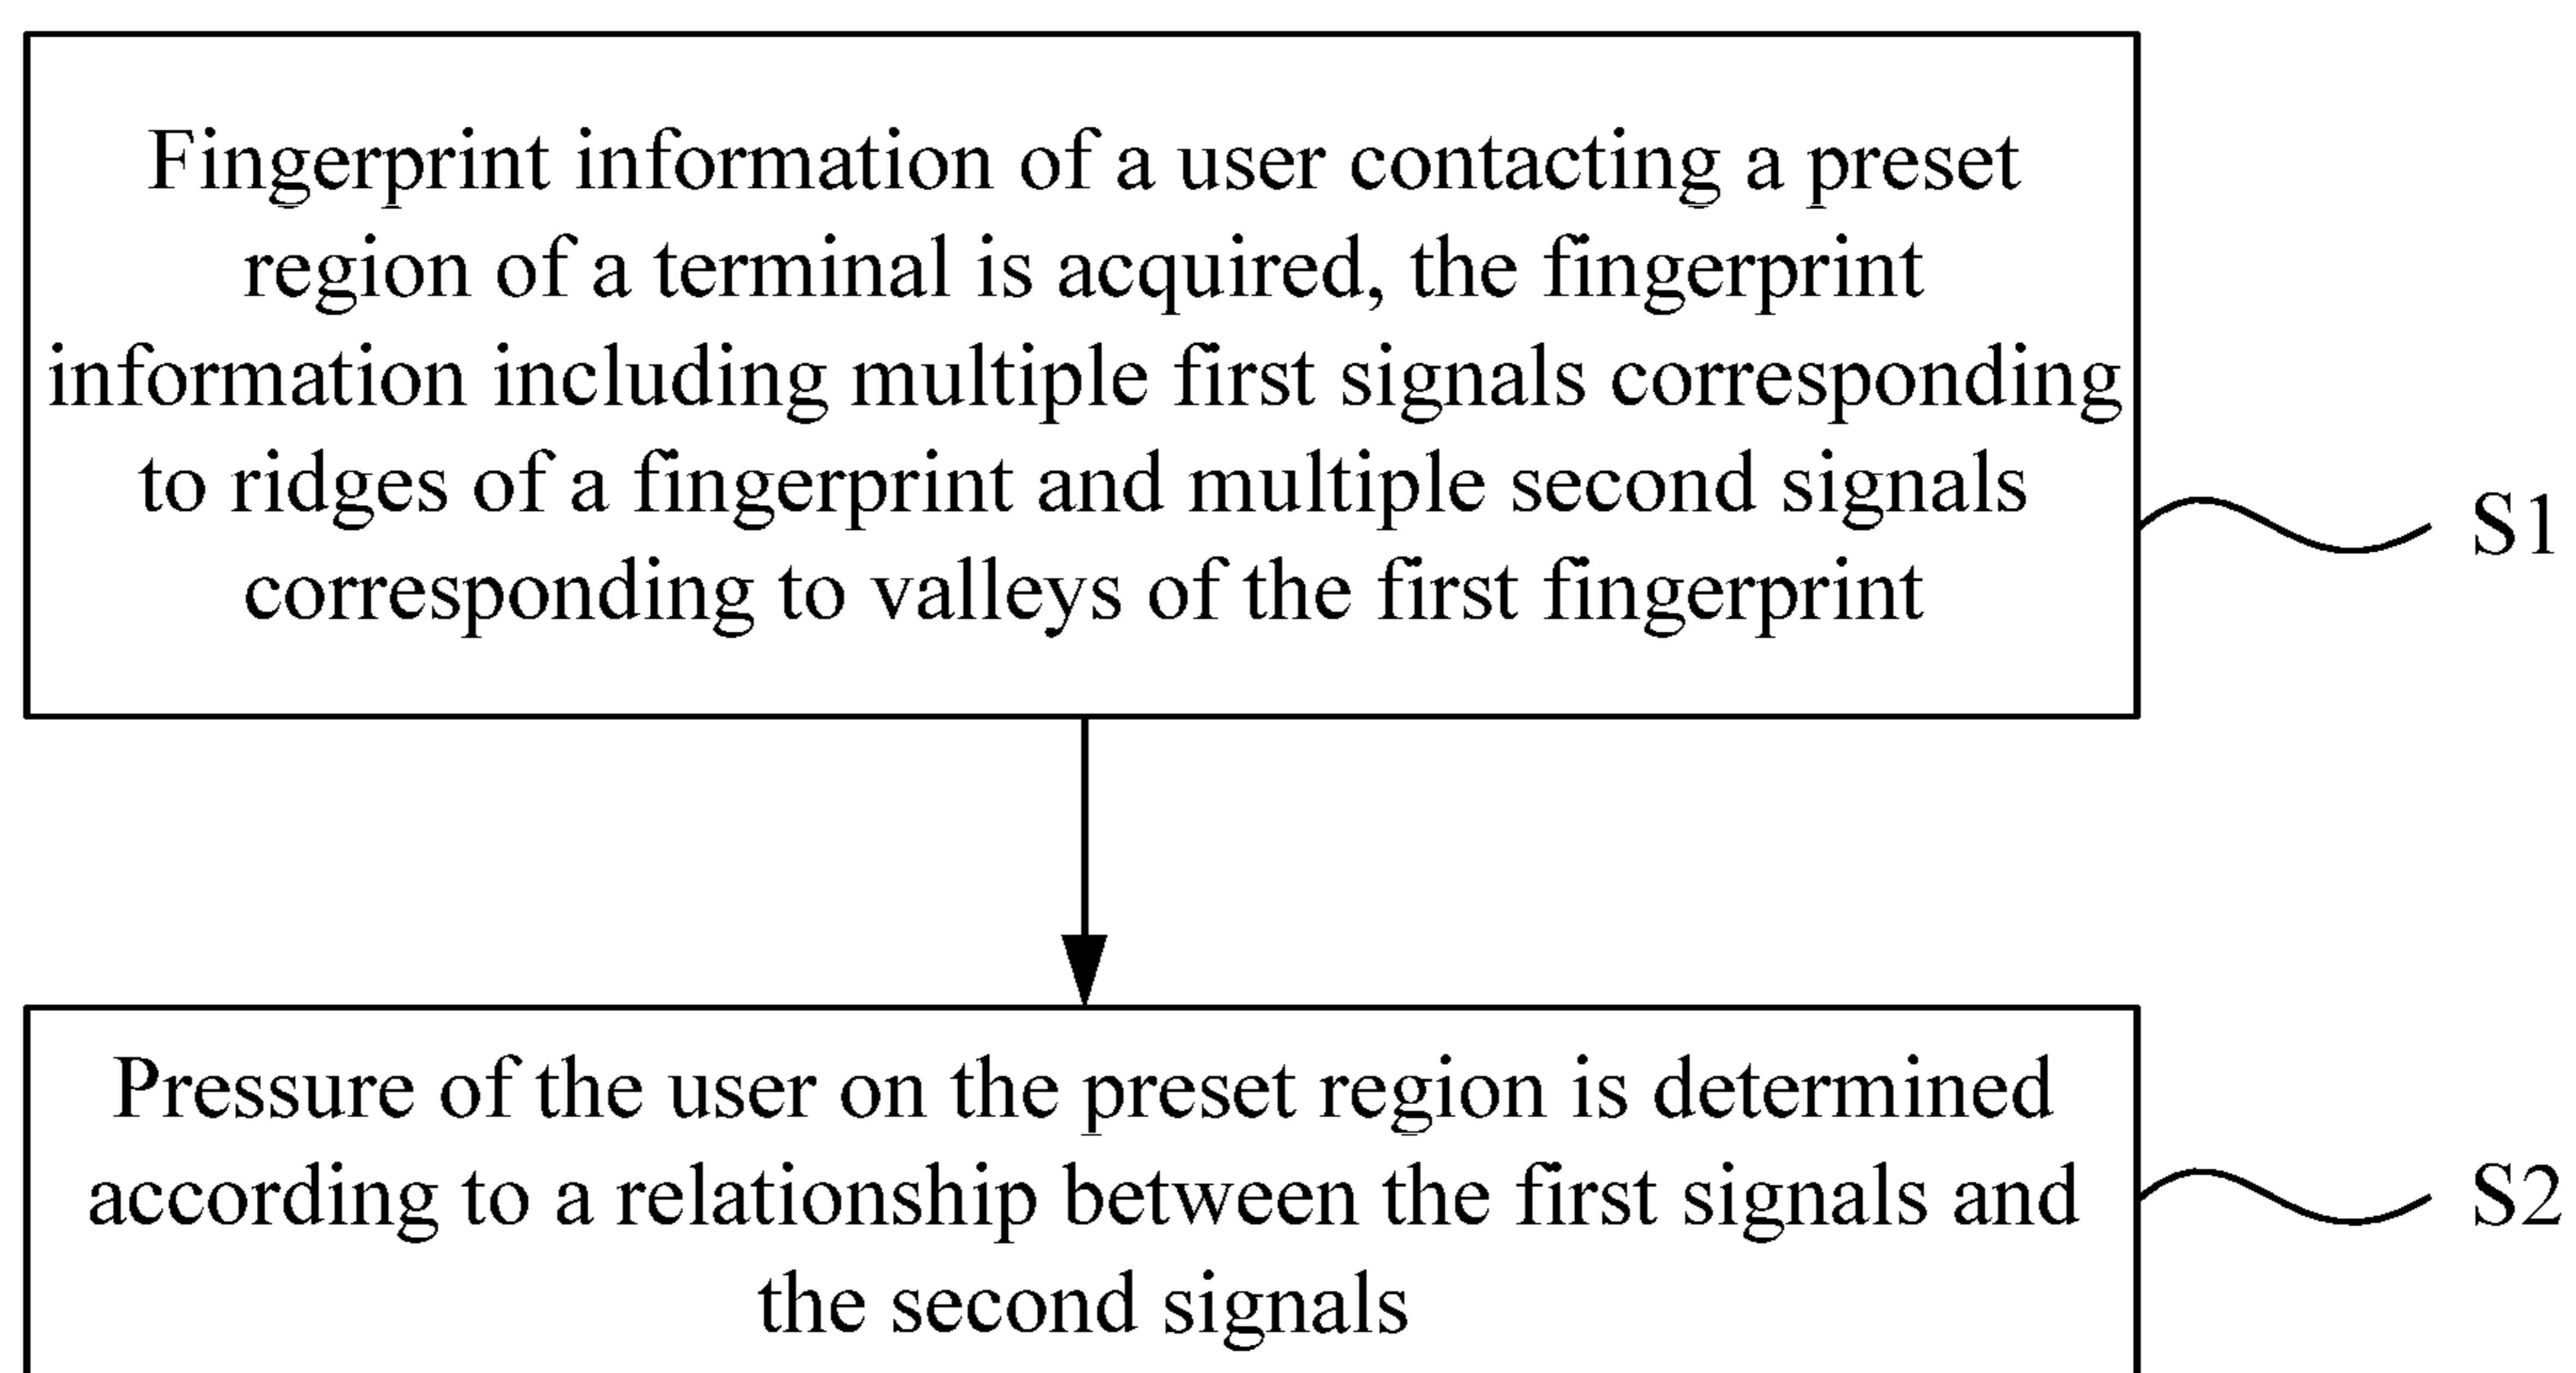 Fingerprint information of a user contacting a preset
region of a terminal is acquired, the fingerprint
information including multiple first signals corresponding
to ridges of a fingerprint and multiple second signals
corresponding to valleys of the first fingerprint
S1
Pressure of the user on the preset region is determined
according to a relationship between the first signals and
the second signals
S2